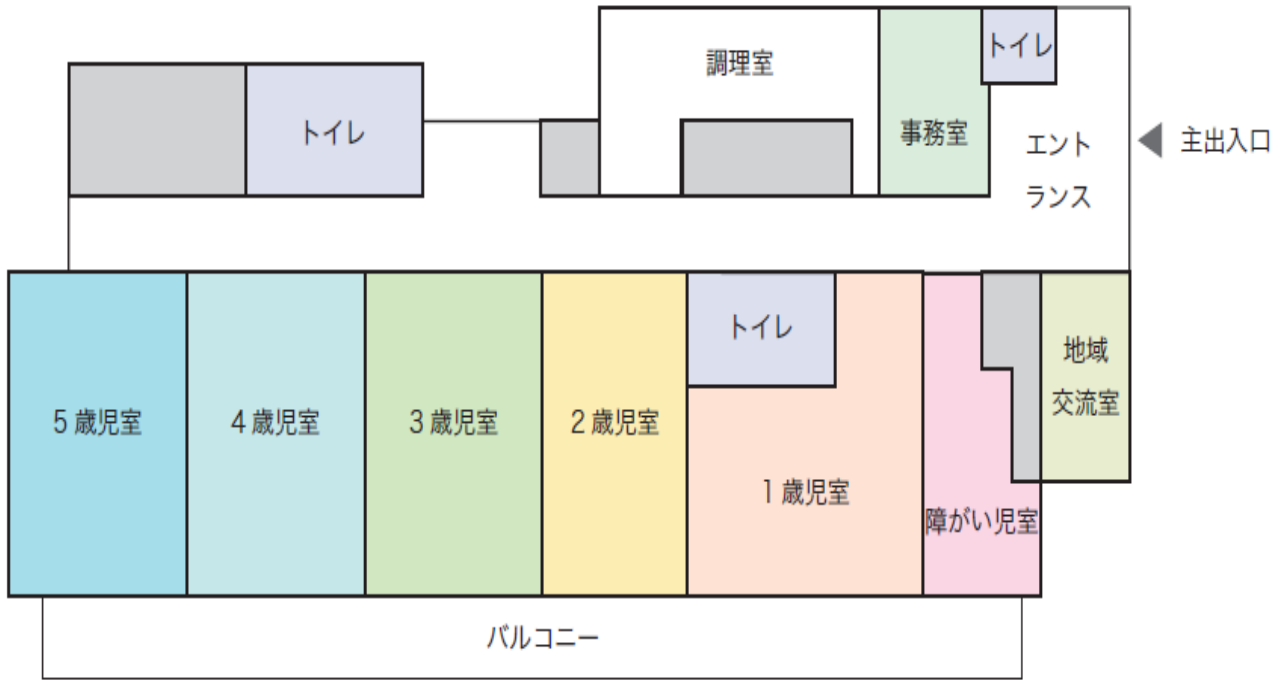 調理室
トイレ
トイレ
事務室
エント
ランス
主出入口
トイレ
地域
交流室
5歳児室
4歳児室
3歳児室
2歳児室
1歳児室
障がい児室
バルコニー